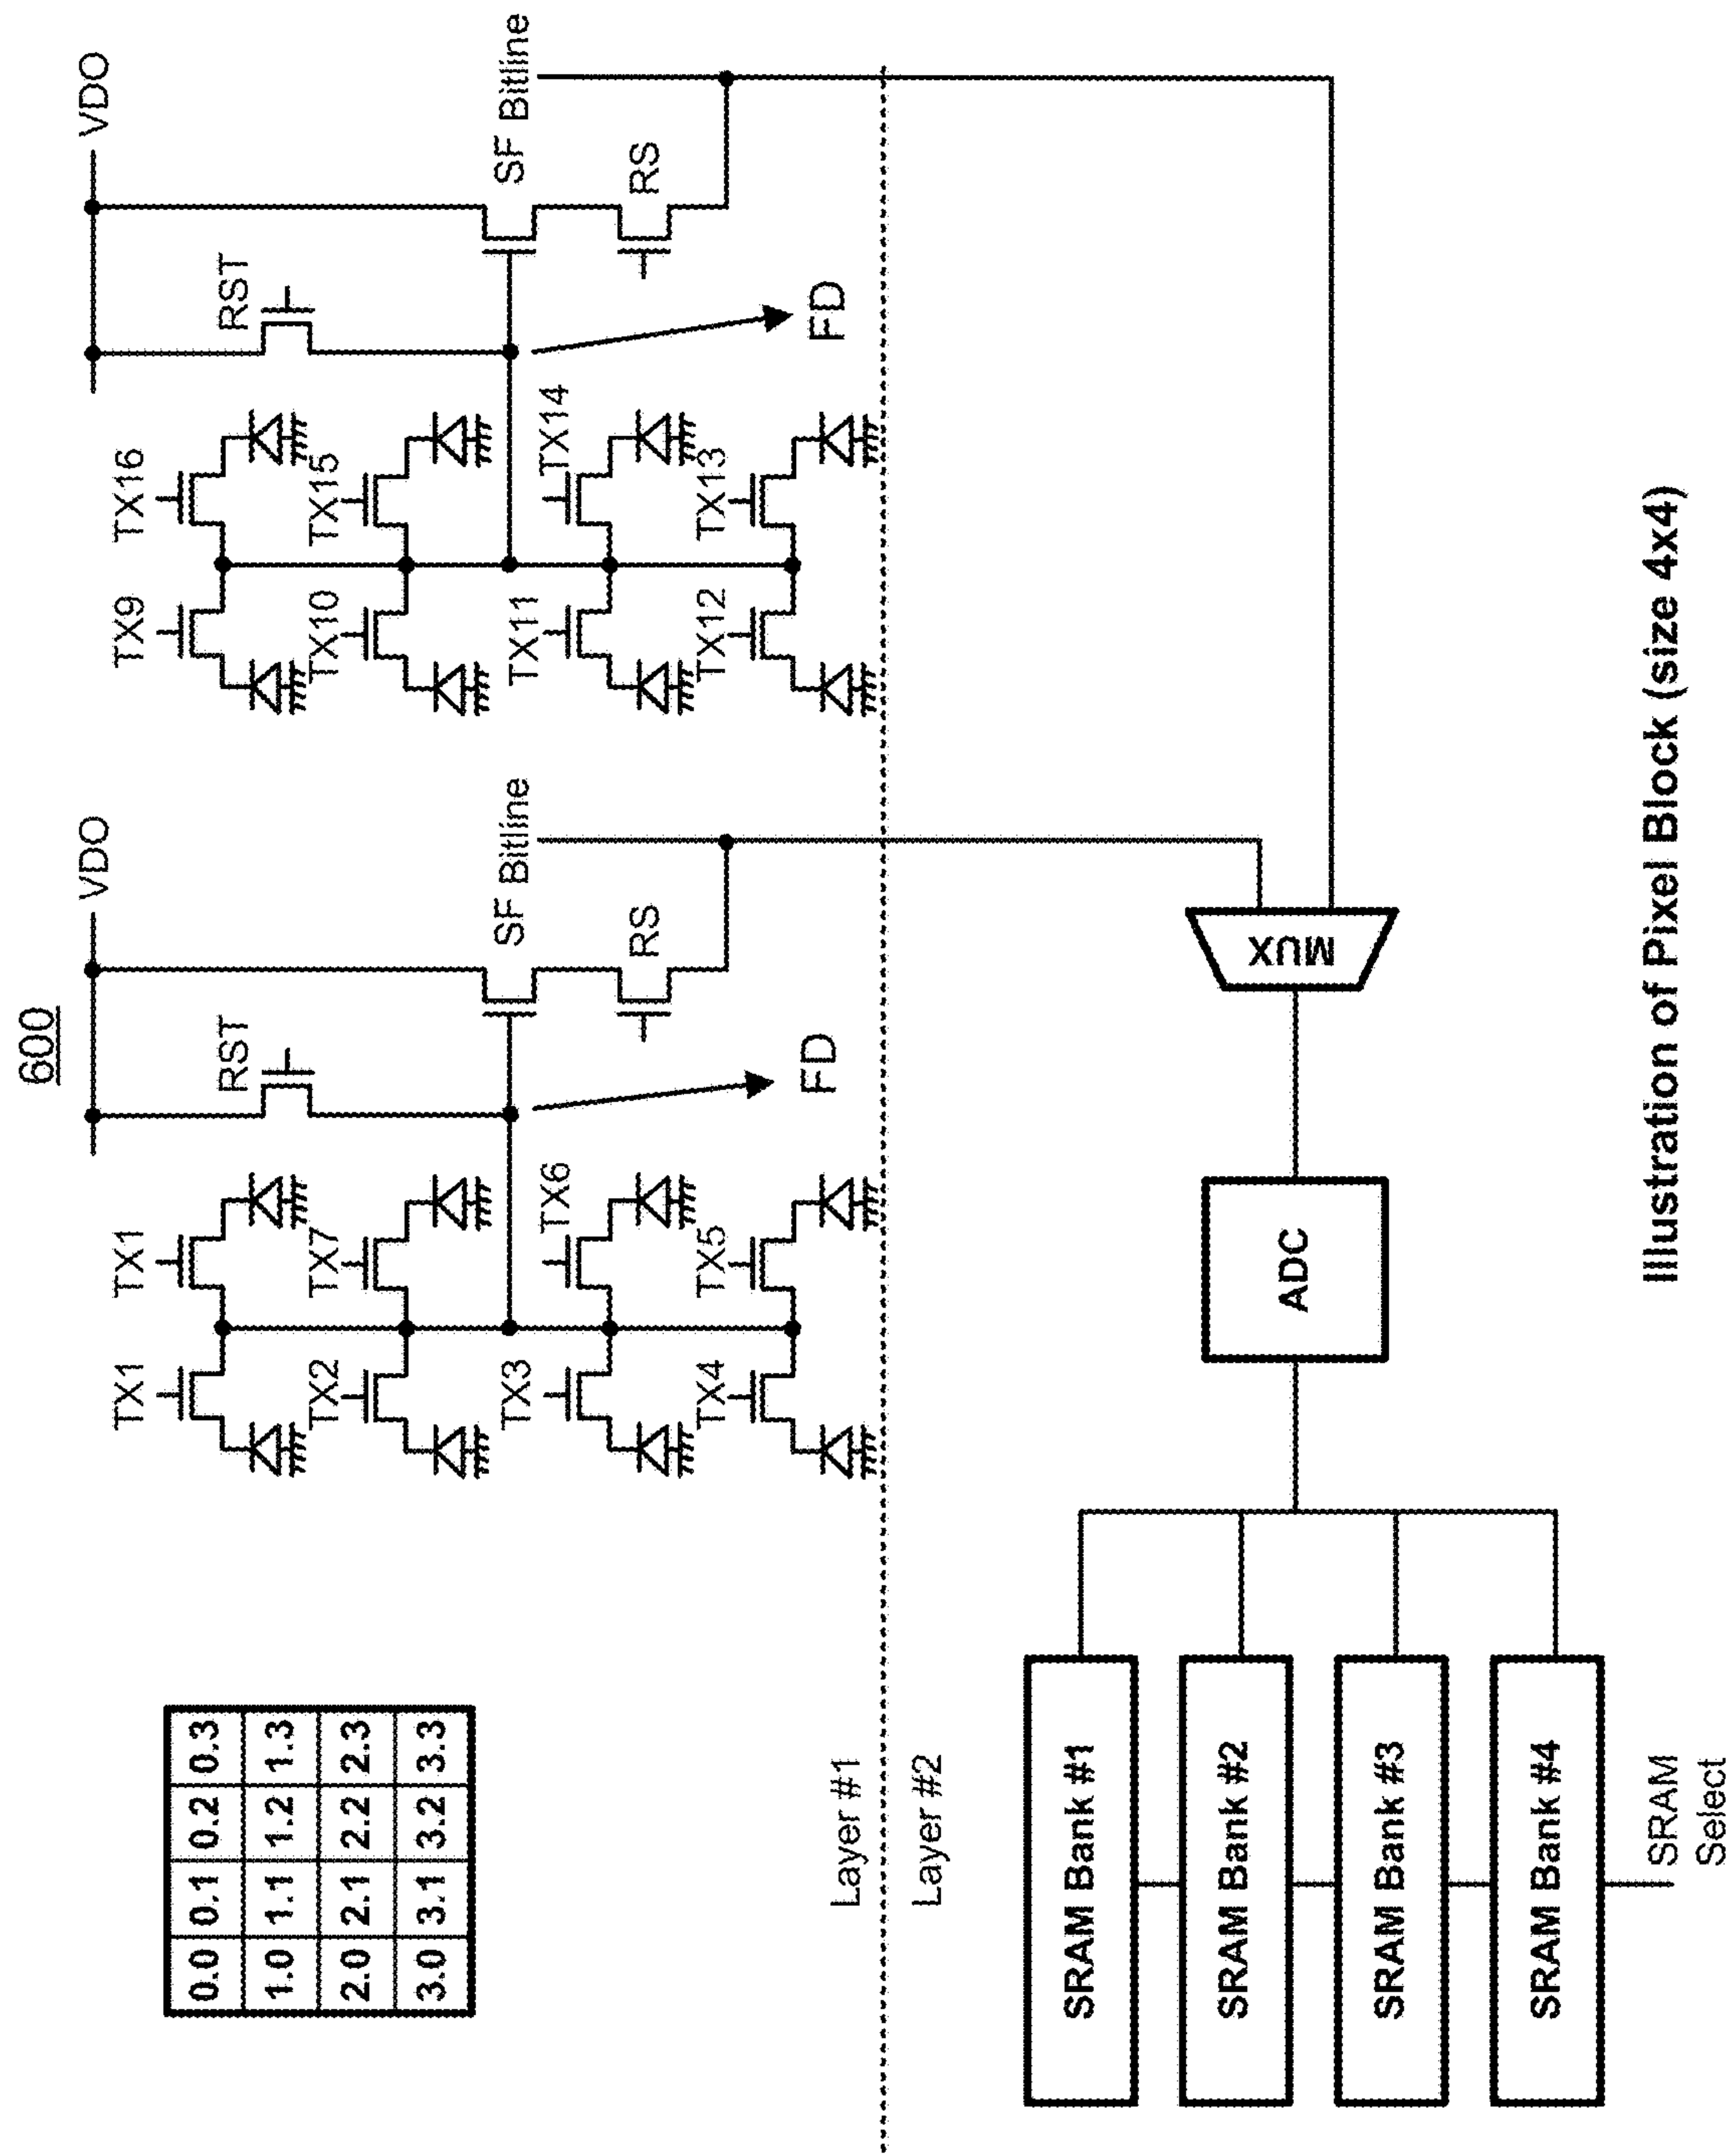 600
0.0 0.1 0.2 0.3
1.0 1.1 1.2 1.3
2.0 2.1 2.2 2.3
3.0 3.1 3.2 3.3
VDO
RST
TX1
TX1
TX2
TX7
TX3
TX6
TX4
TX5
SF
Bitline
RS
FD
VDO
RST
TX9
TX16
TX10
TX15
TX11
TX14
TX12
TX13
SF
Bitline
RS
FD
Layer #1
Layer #2
SRAM Bank #1
SRAM Bank #2
SRAM Bank #3
SRAM Bank #4
SRAM
Select
ADC
MUX
Illustration of Pixel Block (size 4x4)